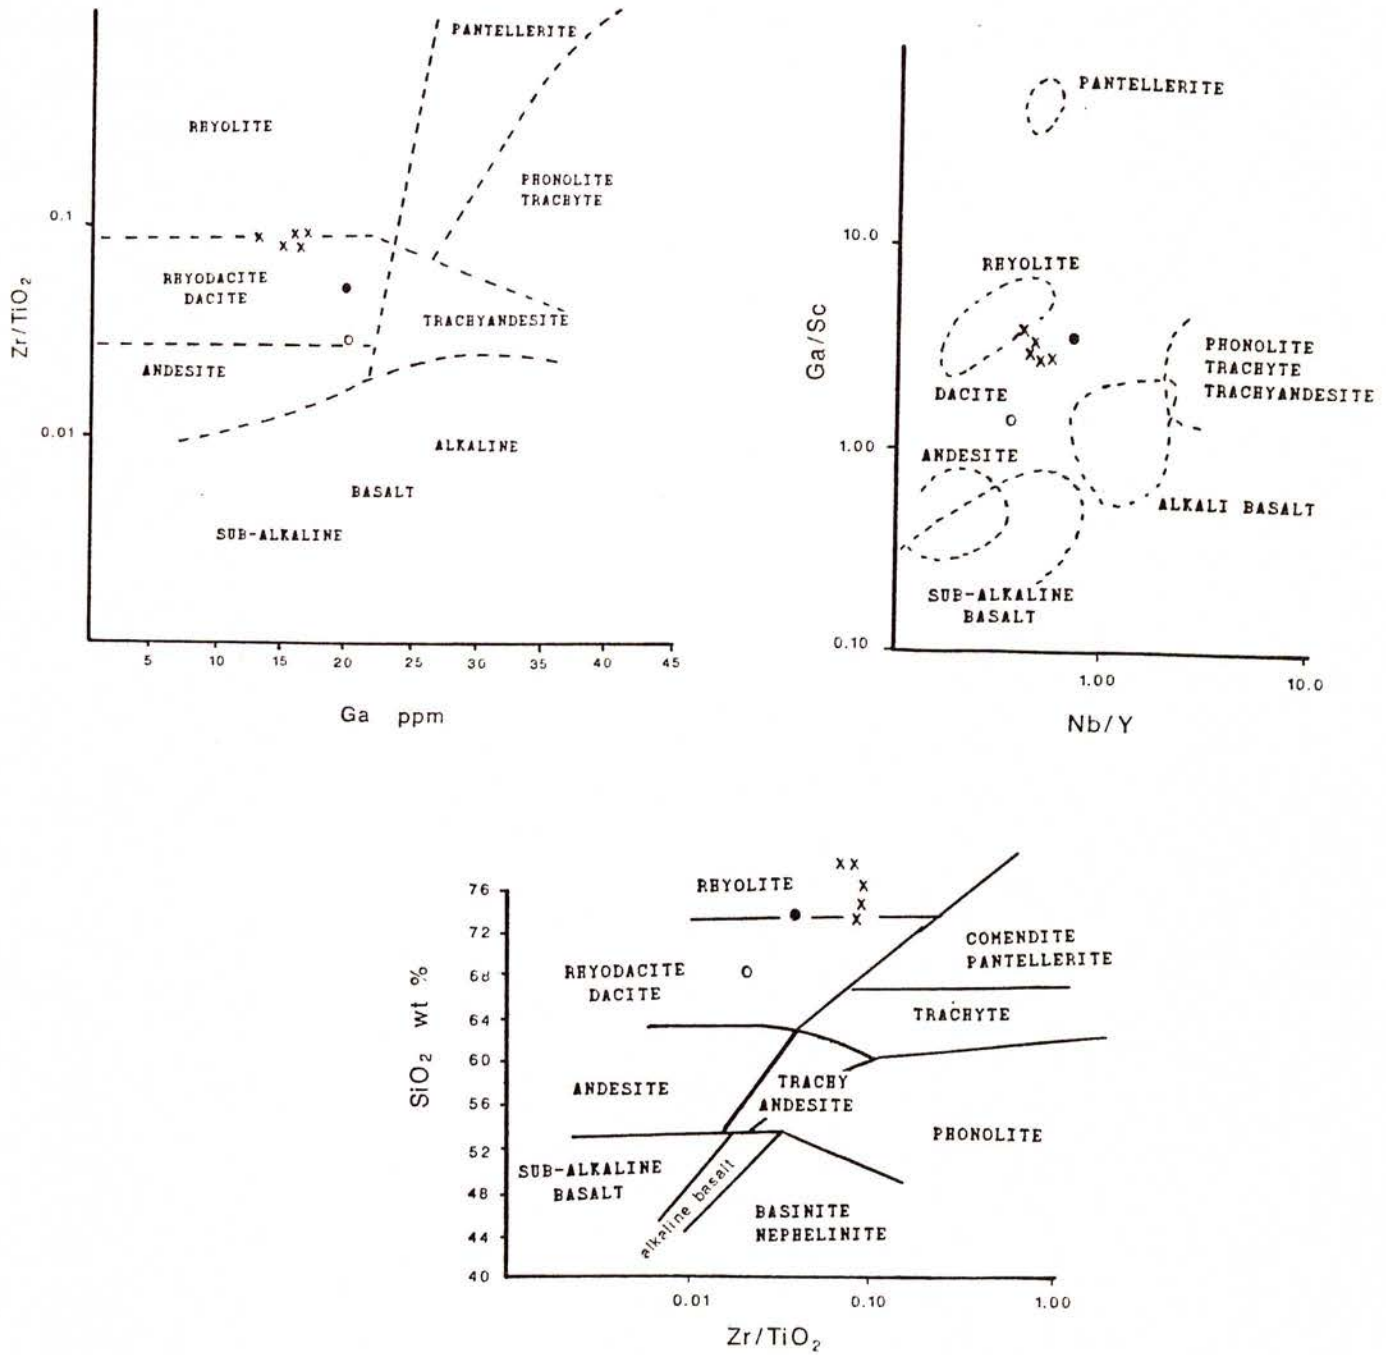 PANTELLERITE
RHYOLITE
PHONOLITE
TRACHYTE
0.1
RHYODACITE
DACITE
TRACHYANDESITE
ANDESITE
0.01
ALKALINE
BASALT
SUB-ALKALINE
Zr/TiO2
5 10 15 20 25 30 35 40 45
Ga ppm
PANTELLERITE
10.0
RHYOLITE
PHONOLITE
TRACHYTE
TRACHYANDESITE
DACITE
1.00
ANDESITE
ALKALI BASALT
SUB-ALKALINE
BASALT
0.10
Ga/Sc
1.00 10.0
Nb/Y
76
RHYOLITE
72
COMENDITE
PANTELLERITE
68
RHYODACITE
DACITE
TRACHYTE
64
60
ANDESITE
TRACHY
ANDESITE
56
PHONOLITE
52
SUB-ALKALINE
BASALT
alkaline basalt
48
BASINITE
NEPHELINITE
44
40
SiO2 wt %
0.01 0.10 1.00
Zr/TiO2